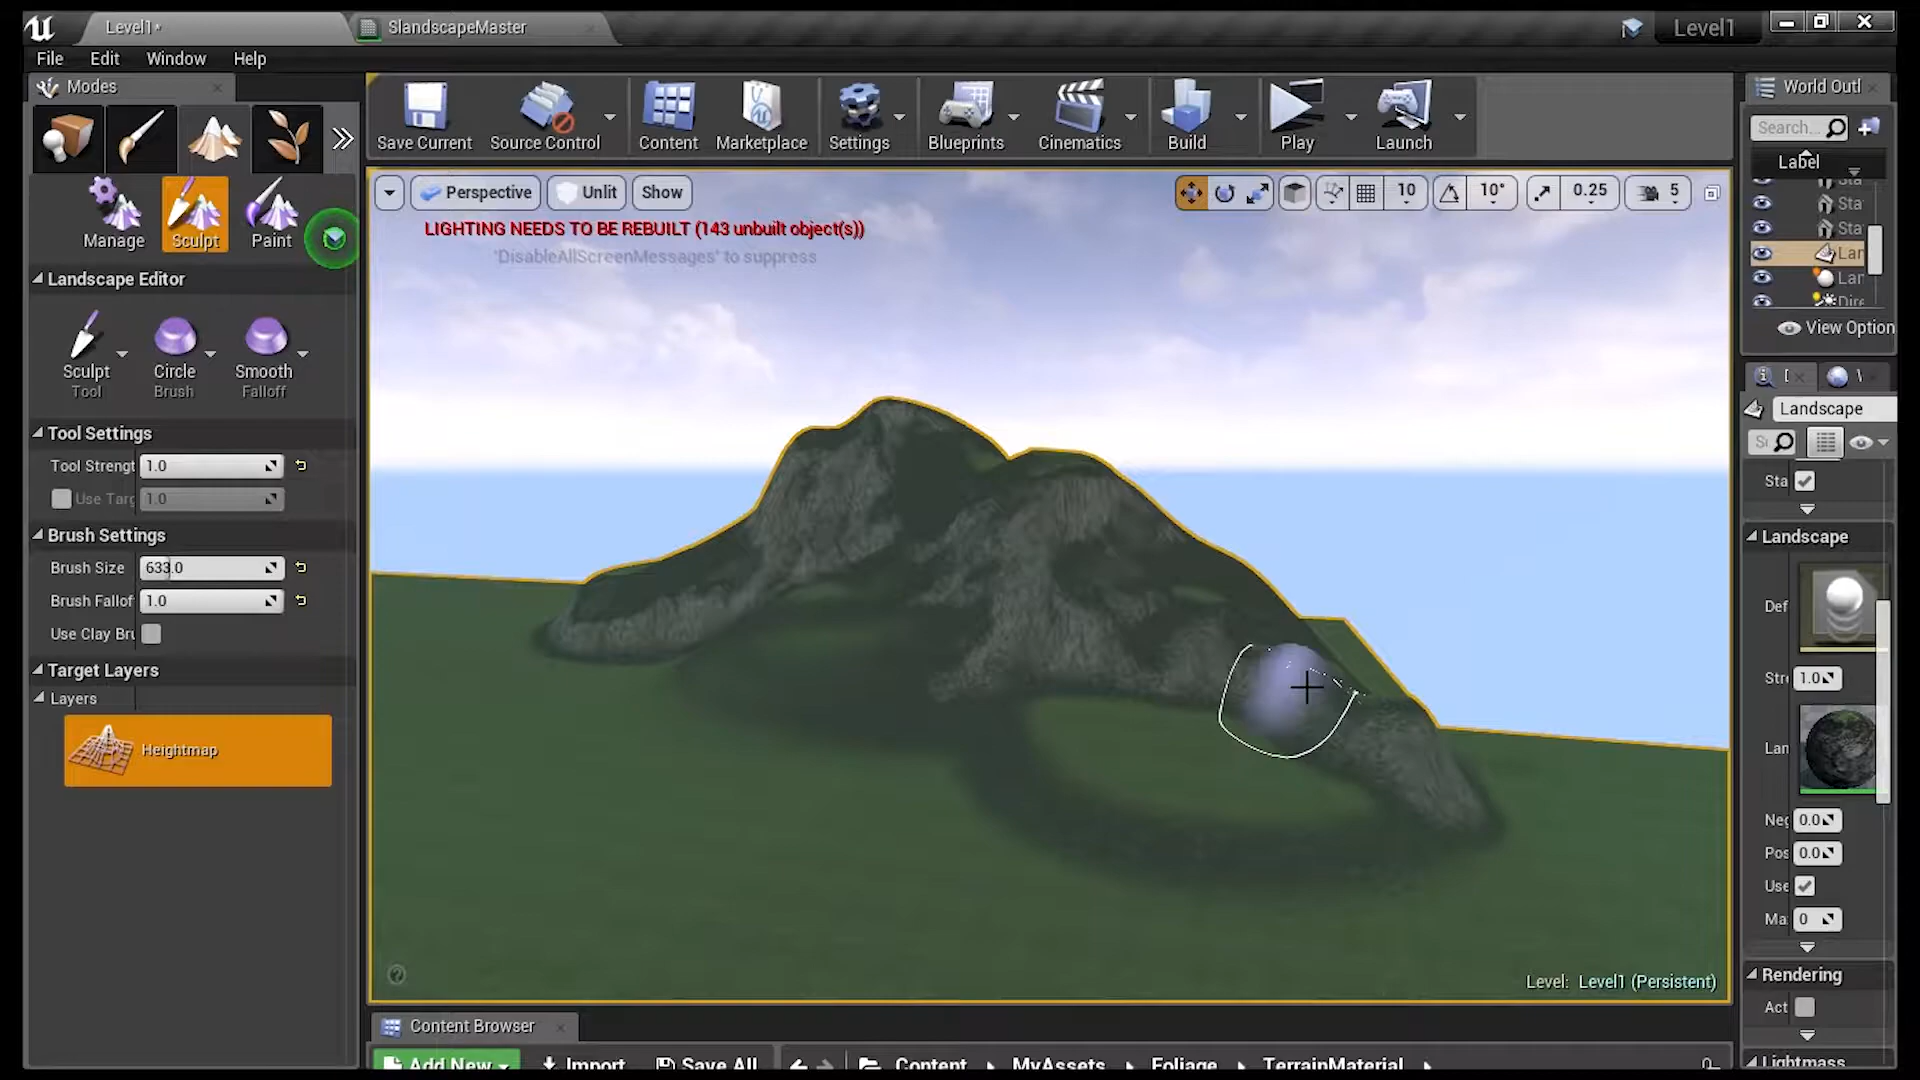 Level1*
SlandscapeMaster
Level1
File Edit Window Help
Modes
Save Current
Source Control
Content
Marketplace
Settings
Blueprints
Cinematics
Build
Play
Launch
World Outl
Search...
Label
Sta
Sta
Lan
Lan
Dire
View Option
Manage
Sculpt
Paint
Perspective
Unlit
Show
10
10°
0.25
5
LIGHTING NEEDS TO BE REBUILT (143 unbuilt object(s))
'DisableAllScreenMessages' to suppress
Landscape Editor
Sculpt
Tool
Circle
Brush
Smooth
Falloff
Tool Settings
Tool Strengt 1.0
Use Targ 1.0
Brush Settings
Brush Size 633.0
Brush Fallof 1.0
Use Clay Bru
Target Layers
Layers
Heightmap
Landscape
Sta
Landscape
Def
Stre 1.0
Lan
Neg 0.0
Pos 0.0
Use
Ma 0
Rendering
Act
Lightmass
Level: Level1 (Persistent)
Content Browser
Add New
Import
Save All
Content
MyAssets
Foliage
TerrainMaterial